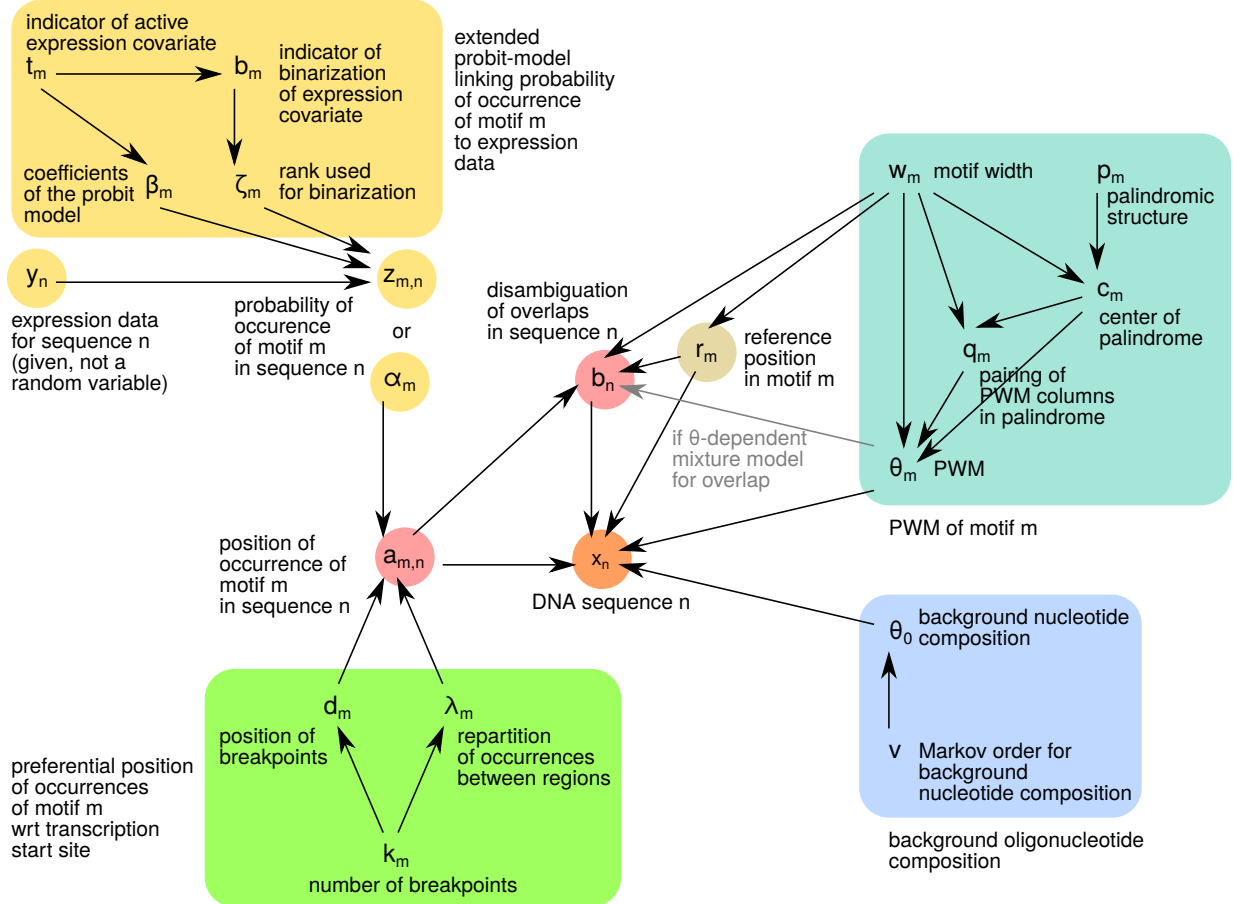 indicator of active
expression covariate
t_m
b_m
indicator of
binarization
of expression
covariate
coefficients
of the probit
model
β_m
ζ_m
rank used
for binarization
extended
probit-model
linking probability
of occurrence
of motif m
to expression
data
y_n
expression data
for sequence n
(given, not a
random variable)
z_m,n
probability of
occurence
of motif m
in sequence n
or
α_m
disambiguation
of overlaps
in sequence n
b_n
r_m
reference
position
in motif m
if θ-dependent
mixture model
for overlap
w_m
motif width
p_m
palindromic
structure
c_m
center of
palindrome
q_m
pairing of
PWM columns
in palindrome
θ_m
PWM
PWM of motif m
position of
occurrence of
motif m
in sequence n
a_m,n
x_n
DNA sequence n
θ_0
background nucleotide
composition
v
Markov order for
background
nucleotide composition
background oligonucleotide
composition
d_m
position of
breakpoints
λ_m
repartition
of occurrences
between regions
k_m
number of breakpoints
preferential position
of occurrences
of motif m
wrt transcription
start site